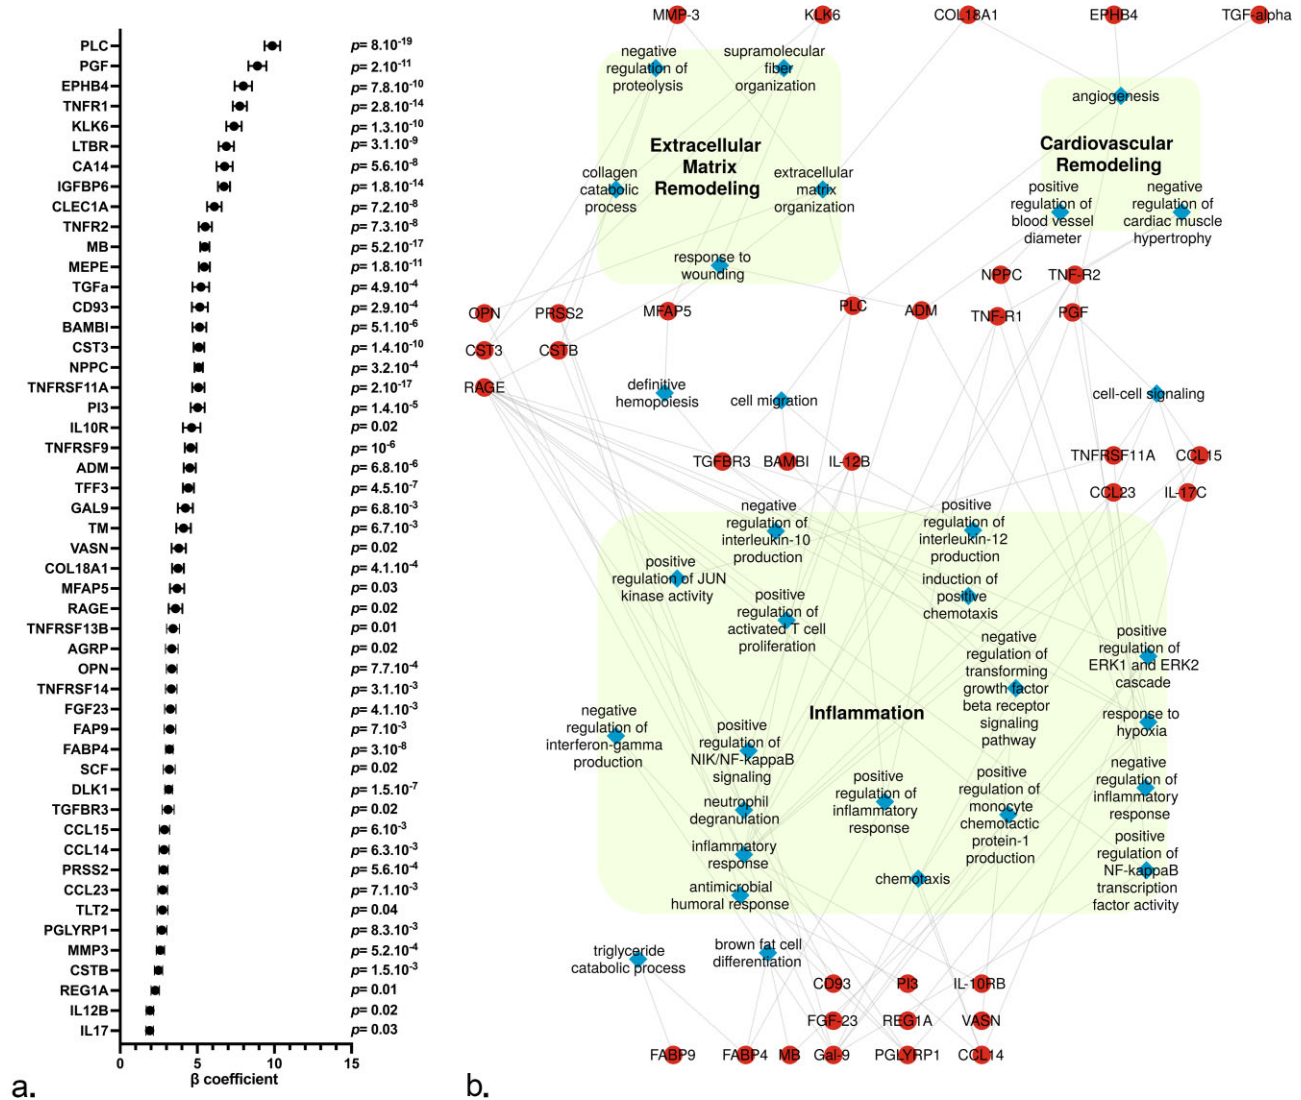 PLC p= 8.10-19
PGF p= 2.10-11
EPHB4 p= 7.8.10-10
TNFR1 p= 2.8.10-14
KLK6 p= 1.3.10-10
LTBR p= 3.1.10-9
CA14 p= 5.6.10-8
IGFBP6 p= 1.8.10-14
CLEC1A p= 7.2.10-8
TNFR2 p= 7.3.10-8
MB p= 5.2.10-17
MEPE p= 1.8.10-11
TGFa p= 4.9.10-4
CD93 p= 2.9.10-4
BAMBI p= 5.1.10-6
CST3 p= 1.4.10-10
NPPC p= 3.2.10-4
TNFRSF11A p= 2.10-17
PI3 p= 1.4.10-5
IL10R p= 0.02
TNFRSF9 p= 10-6
ADM p= 6.8.10-6
TFF3 p= 4.5.10-7
GAL9 p= 6.8.10-3
TM p= 6.7.10-3
VASN p= 0.02
COL18A1 p= 4.1.10-4
MFAP5 p= 0.03
RAGE p= 0.02
TNFRSF13B p= 0.01
AGRP p= 0.02
OPN p= 7.7.10-4
TNFRSF14 p= 3.1.10-3
FGF23 p= 4.1.10-3
FAP9 p= 7.10-3
FABP4 p= 3.10-8
SCF p= 0.02
DLK1 p= 1.5.10-7
TGFBR3 p= 0.02
CCL15 p= 6.10-3
CCL14 p= 6.3.10-3
PRSS2 p= 5.6.10-4
CCL23 p= 7.1.10-3
TLT2 p= 0.04
PGLYRP1 p= 8.3.10-3
MMP3 p= 5.2.10-4
CSTB p= 1.5.10-3
REG1A p= 0.01
IL12B p= 0.02
IL17 p= 0.03
0 5 10 15
β coefficient
a.
MMP-3 KLK6 COL18A1 EPHB4 TGF-alpha
negative
regulation of
proteolysis
supramolecular
fiber
organization
angiogenesis
Extracellular
Matrix
Remodeling
Cardiovascular
Remodeling
collagen
catabolic
process
extracellular
matrix
organization
positive
regulation of
blood vessel
diameter
negative
regulation of
cardiac muscle
hypertrophy
response to
wounding
NPPC TNF-R2
OPN PRSS2 MFAP5 PLC ADM TNF-R1 PGF
CST3 CSTB
RAGE
definitive
hemopoiesis
cell migration
cell-cell signaling
TGFBR3 BAMBI IL-12B TNFRSF11A CCL15
CCL23 IL-17C
negative
regulation of
interleukin-10
production
positive
regulation of
interleukin-12
production
positive
regulation of JUN
kinase activity
induction of
positive
chemotaxis
positive
regulation of
activated T cell
proliferation
negative
regulation of
transforming
growth factor
beta receptor
signaling
pathway
positive
regulation of
ERK1 and ERK2
cascade
Inflammation
response to
hypoxia
negative
regulation of
interferon-gamma
production
positive
regulation of
NIK/NF-kappaB
signaling
negative
regulation of
inflammatory
response
neutrophil
degranulation
positive
regulation of
inflammatory
response
positive
regulation of
monocyte
chemotactic
protein-1
production
inflammatory
response
positive
regulation of
NF-kappaB
transcription
factor activity
chemotaxis
antimicrobial
humoral response
triglyceride
catabolic process
brown fat cell
differentiation
CD93 PI3 IL-10RB
FGF-23 REG1A VASN
FABP9 FABP4 MB Gal-9 PGLYRP1 CCL14
b.